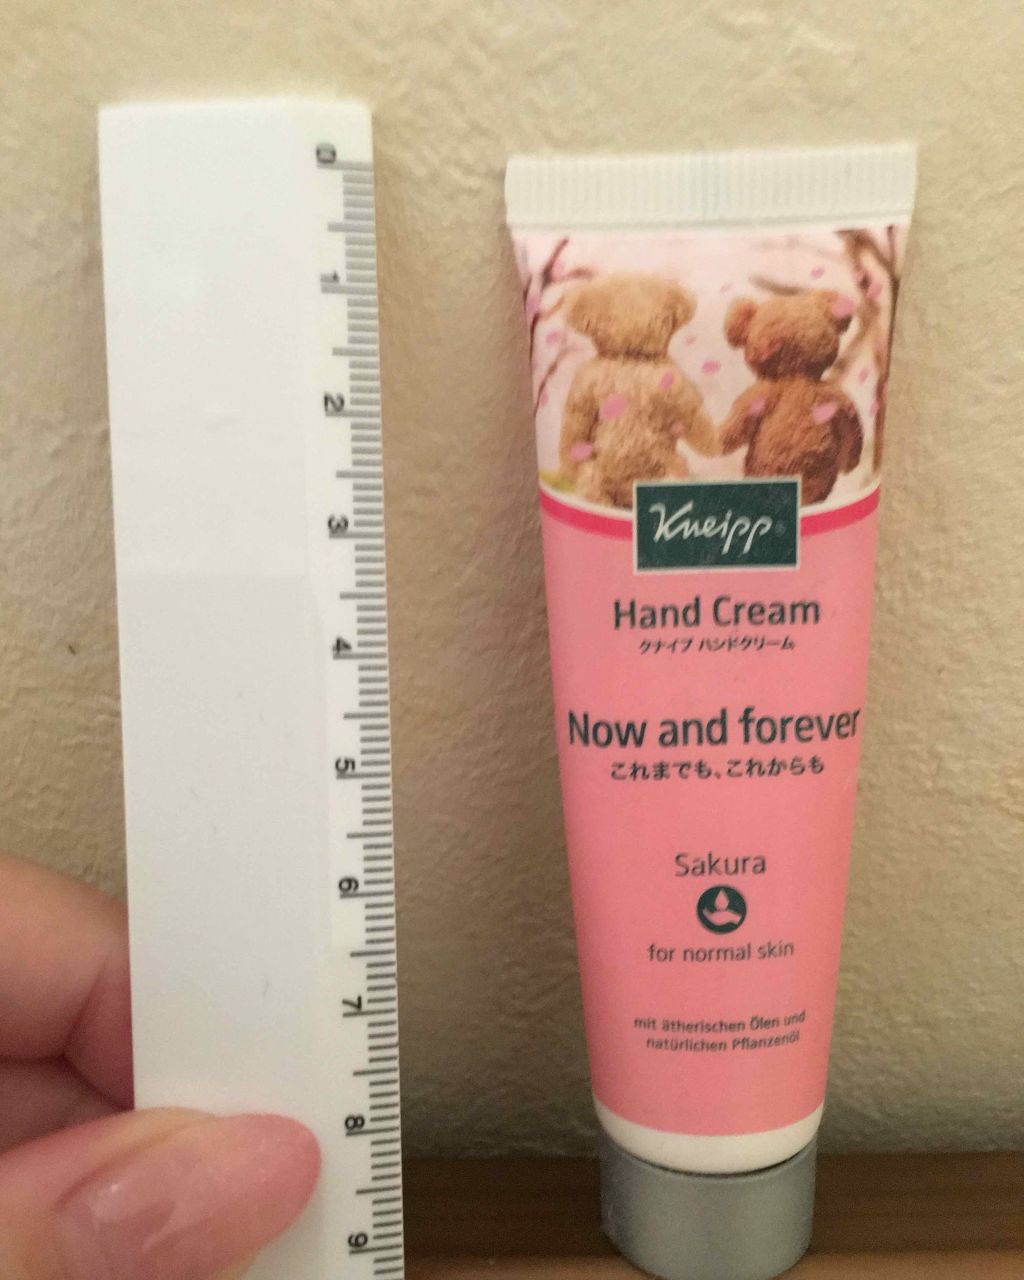 0
1
2
3
4
5
6
7
8
9
Kneipp®
Hand Cream
クナイプ ハンドクリーム
Now and forever
これまでも、これからも
Sakura
for normal skin
mit ätherischen Ölen und
natürlichen Pflanzenöl